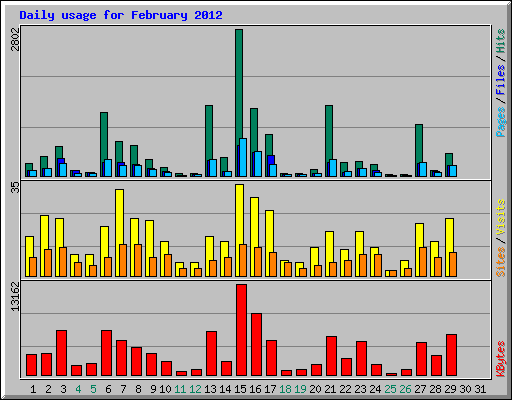 Daily usage for February 2012
2802
Pages / Files / Hits
35
Sites / Visits
13162
KBytes
1 2 3 4 5 6 7 8 9 10 11 12 13 14 15 16 17 18 19 20 21 22 23 24 25 26 27 28 29 30 31